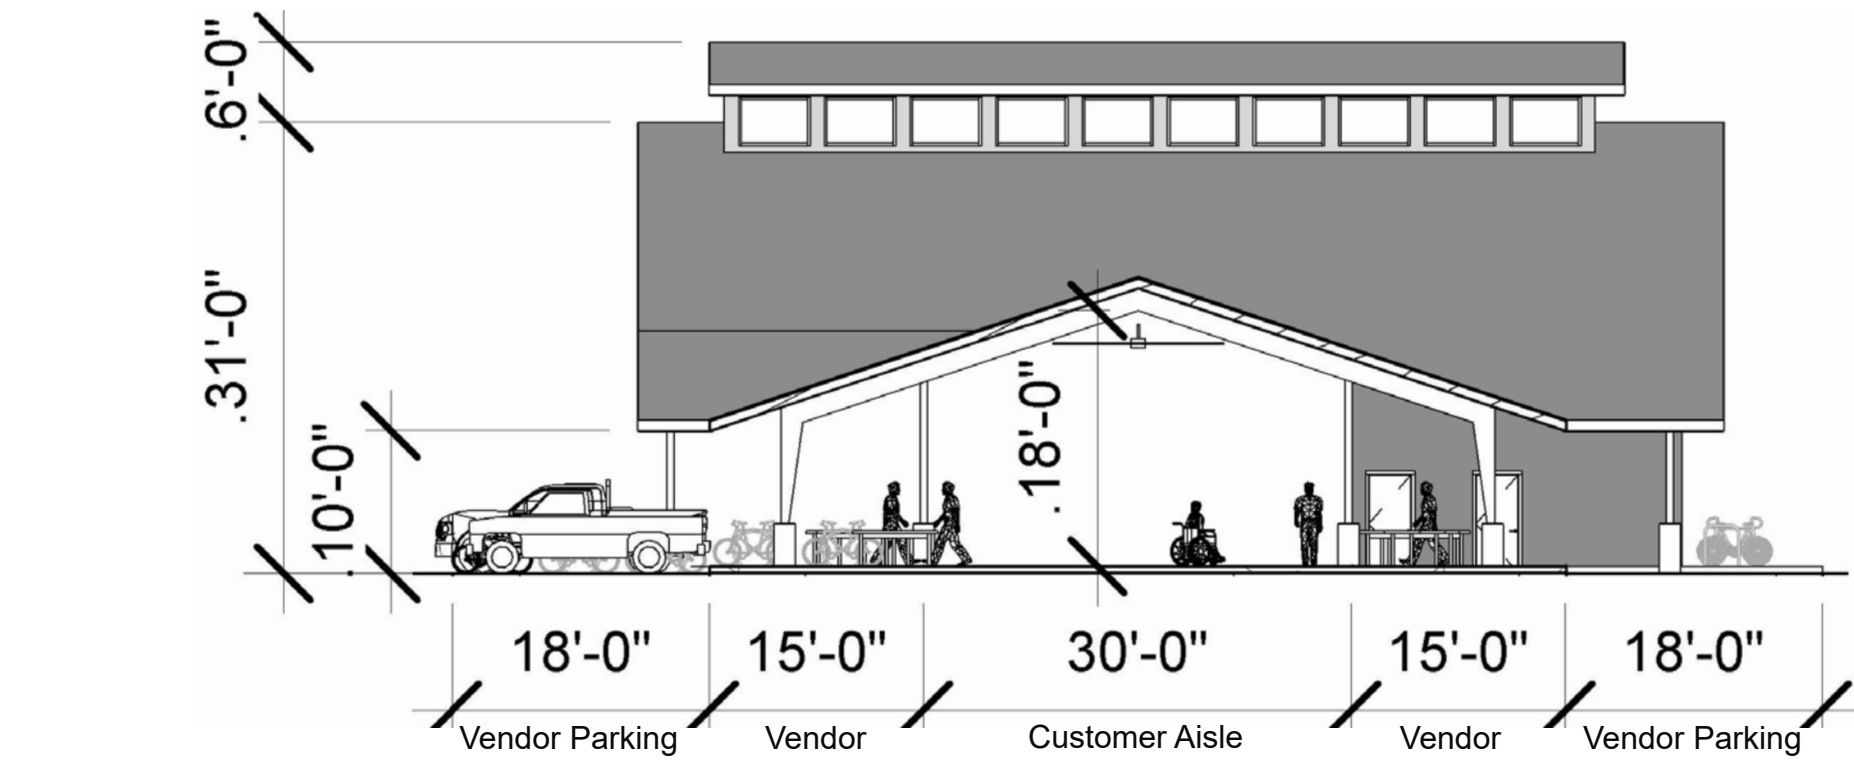 .6'-0"
.31'-0"
.10'-0"
.18'-0"
18'-0" 15'-0" 30'-0" 15'-0" 18'-0"
Vendor Parking Vendor Customer Aisle Vendor Vendor Parking